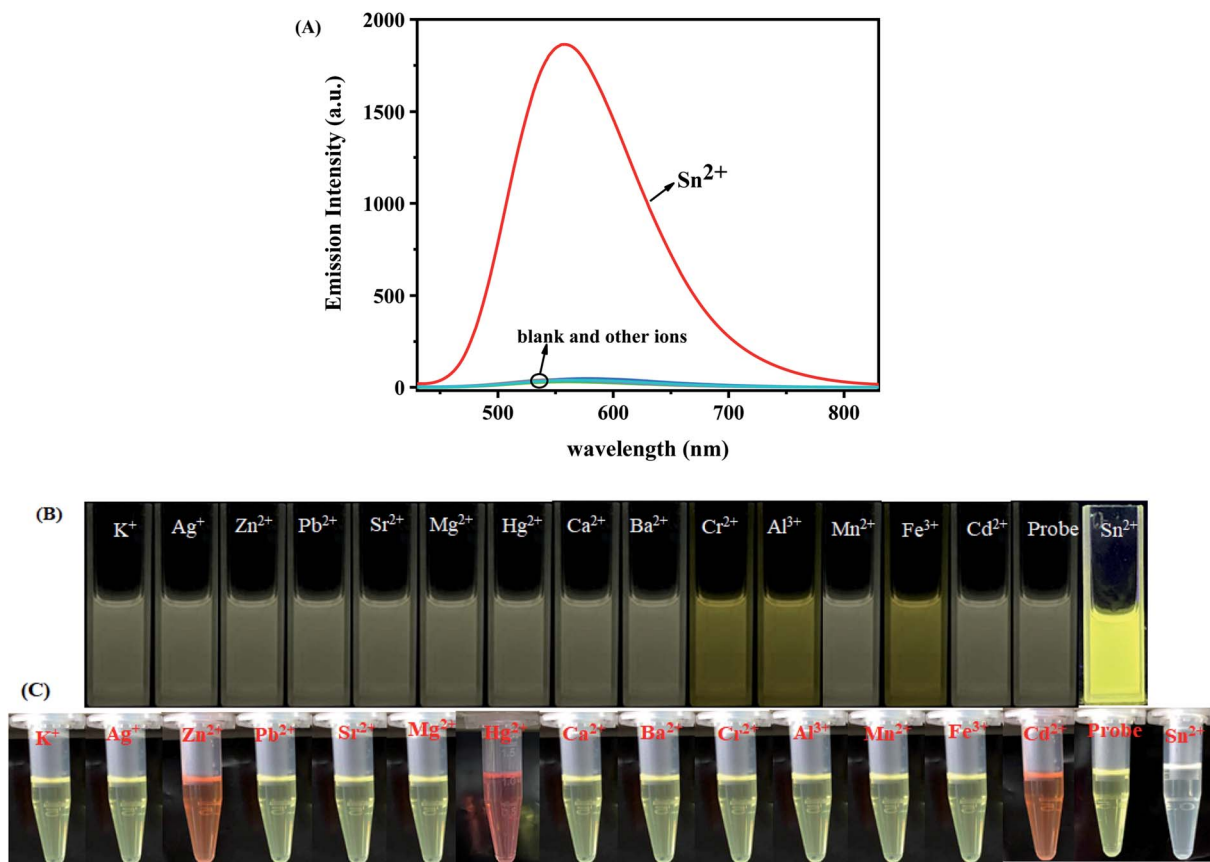 (A)
2000
1500
1000
500
0
Emission Intensity (a.u.)
Sn²⁺
blank and other ions
500 600 700 800
wavelength (nm)
(B)
K⁺ Ag⁺ Zn²⁺ Pb²⁺ Sr²⁺ Mg²⁺ Hg²⁺ Ca²⁺ Ba²⁺ Cr²⁺ Al³⁺ Mn²⁺ Fe³⁺ Cd²⁺ Probe Sn²⁺
(C)
K⁺ Ag⁺ Zn²⁺ Pb²⁺ Sr²⁺ Mg²⁺ Hg²⁺ Ca²⁺ Ba²⁺ Cr²⁺ Al³⁺ Mn²⁺ Fe³⁺ Cd²⁺ Probe Sn²⁺